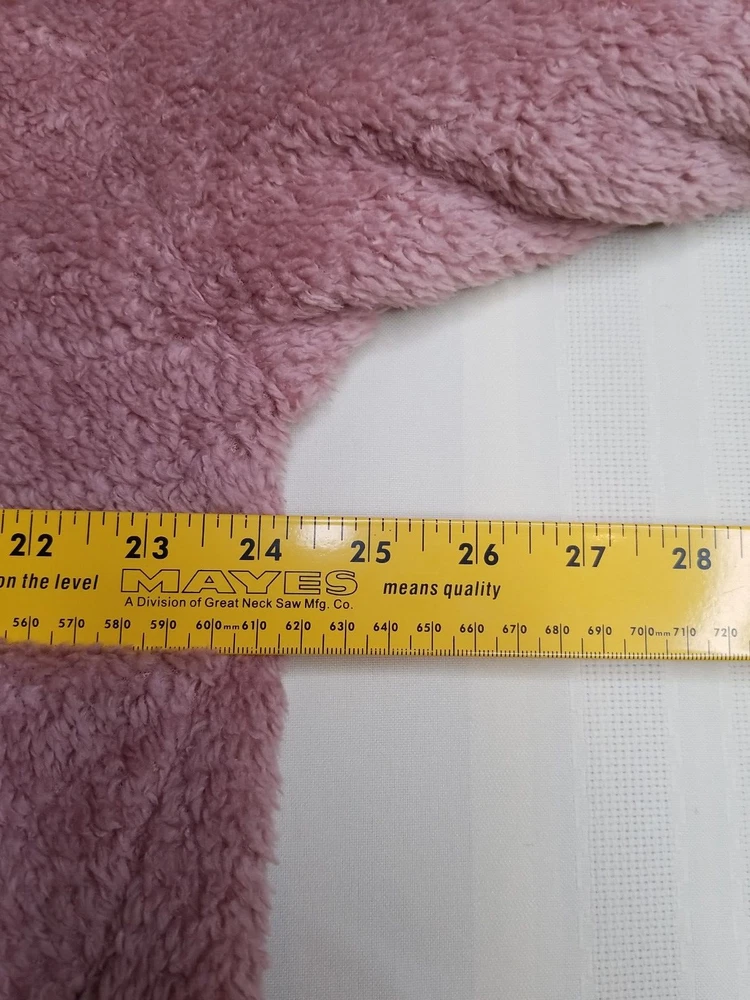 22 23 24 25 26 27 28
on the level MAYES means quality
A Division of Great Neck Saw Mfg. Co.
560 570 580 590 600mm 610 620 630 640 650 660 670 680 690 700mm 710 720